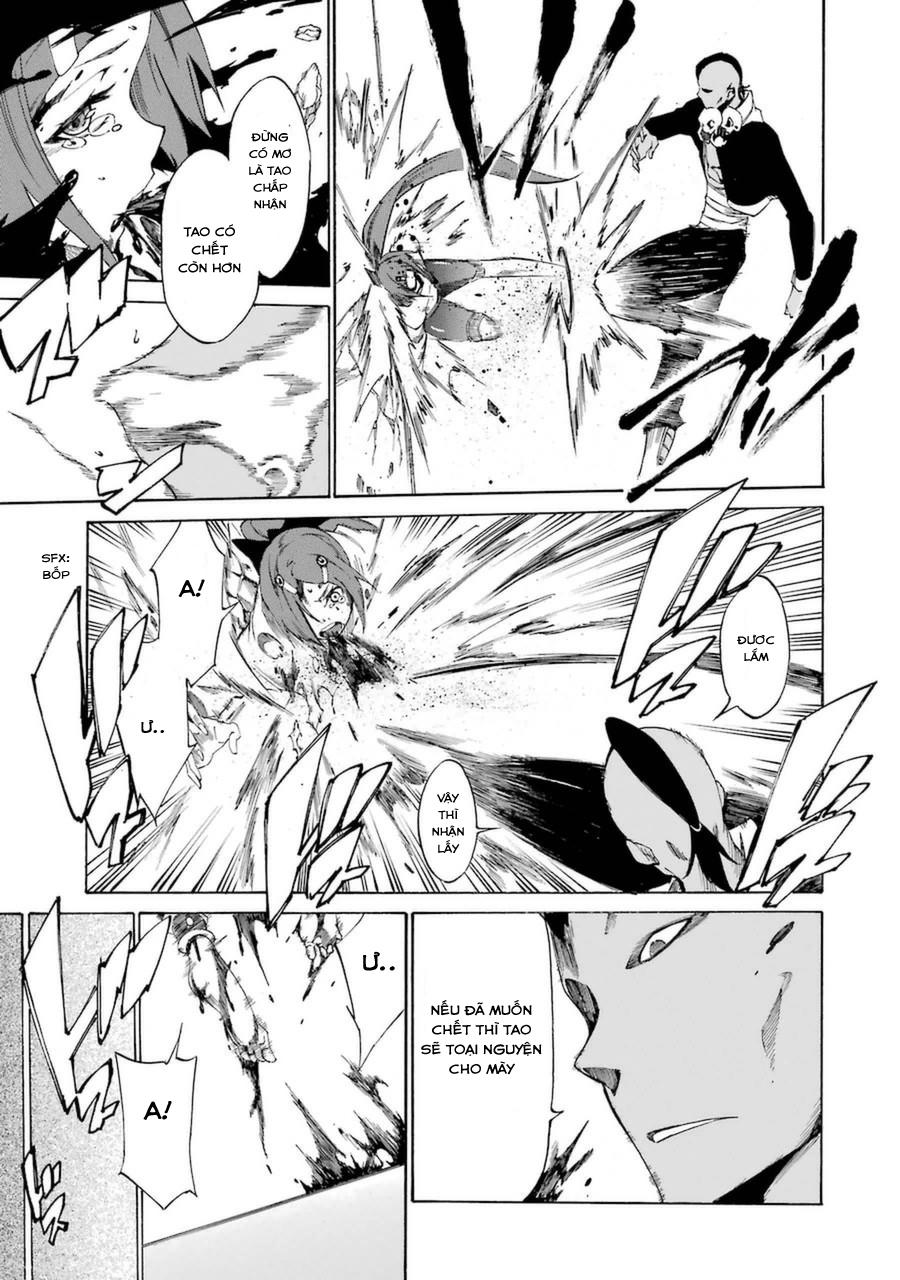 ĐỪNG
CÓ MƠ
LÀ TAO
CHẤP
NHẬN
TAO CÓ
CHẾT
CÒN HƠN
SFX:
BỐP
ĐƯƠC
LẮM
A!
Ư..
VẬY
THÌ
NHẬN
LẤY
NẾU ĐÃ MUỐN
CHẾT THÌ TAO
SẼ TOẠI NGUYỆN
CHO MÀY
Ư..
A!